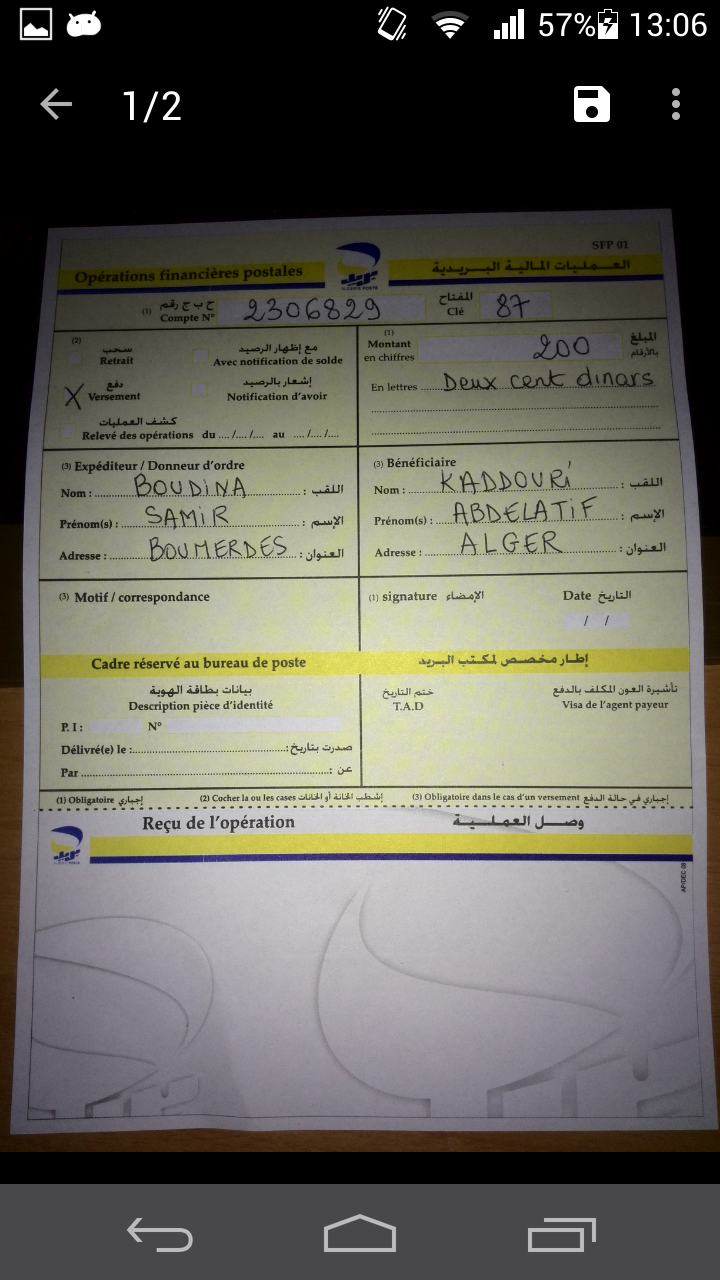 57% 13:06
1/2
SFP 01
Opérations financières postales العمليات المالية البريدية
ALGERIE POSTE
(1) ح ب ج رقم المفتاح
Compte N° 2306829 Clé 87
(2) سحب
Retrait
مع إظهار الرصيد
Avec notification de solde
X دفع
Versement
إشعار بالرصيد
Notification d'avoir
كشف العمليات
Relevé des opérations du .../.../... au .../.../...
(1) Montant en chiffres 200 المبلغ بالأرقام
En lettres Deux cent dinars
(3) Expéditeur / Donneur d'ordre
Nom : BOUDINA اللقب :
Prénom(s) : SAMIR الإسم :
Adresse : BOUMERDES العنوان :
(3) Bénéficiaire
Nom : KADDOURI اللقب :
Prénom(s) : ABDELATIF الإسم :
Adresse : ALGER العنوان :
(3) Motif / correspondance
(1) signature الإمضاء Date التاريخ
/ /
Cadre réservé au bureau de poste إطار مخصص لمكتب البريد
بيانات بطاقة الهوية
Description pièce d'identité
P. I : N°
Délivré(e) le : صدرت بتاريخ :
Par عن :
ختم التاريخ
T.A.D
تأشيرة العون المكلف بالدفع
Visa de l'agent payeur
(1) Obligatoire إجباري (2) Cocher la ou les cases إشطب الخانة أو الخانات (3) Obligatoire dans le cas d'un versement إجباري في حالة الدفع
Reçu de l'opération وصل العملية
AP/DEC 08